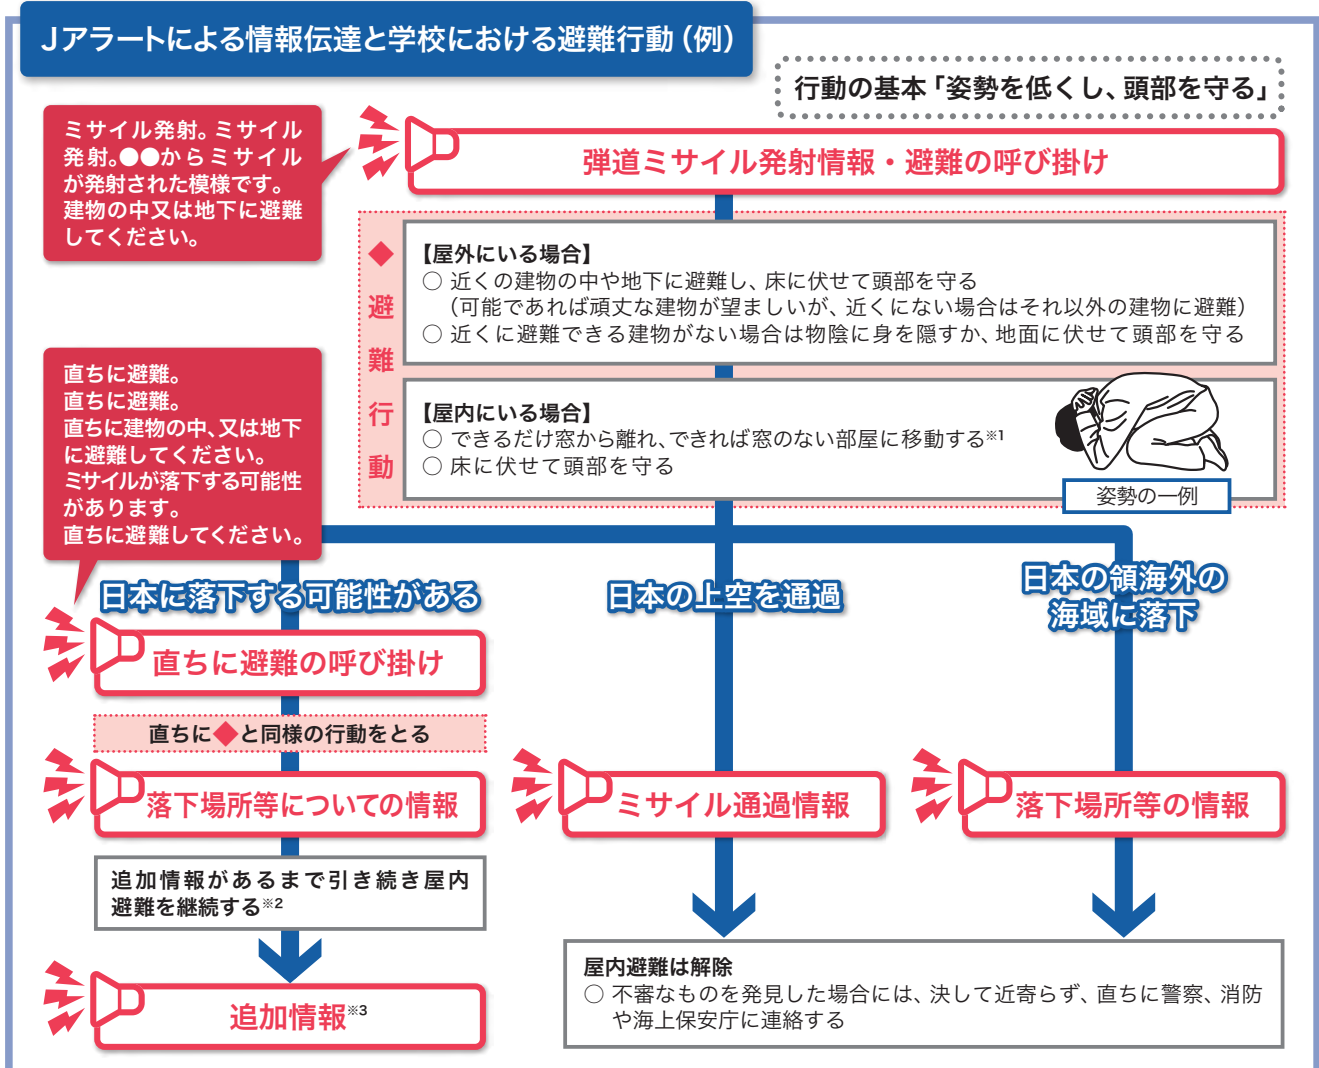 Jアラートによる情報伝達と学校における避難行動（例）
行動の基本「姿勢を低くし、頭部を守る」
ミサイル発射。ミサイル
発射。●●からミサイル
が発射された模様です。
建物の中又は地下に避難
してください。
弾道ミサイル発射情報・避難の呼び掛け
◆避難行動
【屋外にいる場合】
○ 近くの建物の中や地下に避難し、床に伏せて頭部を守る
（可能であれば頑丈な建物が望ましいが、近くにない場合はそれ以外の建物に避難）
○ 近くに避難できる建物がない場合は物陰に身を隠すか、地面に伏せて頭部を守る
【屋内にいる場合】
○ できるだけ窓から離れ、できれば窓のない部屋に移動する※1
○ 床に伏せて頭部を守る
姿勢の一例
直ちに避難。
直ちに避難。
直ちに建物の中、又は地下
に避難してください。
ミサイルが落下する可能性
があります。
直ちに避難してください。
日本に落下する可能性がある
直ちに避難の呼び掛け
直ちに◆と同様の行動をとる
落下場所等についての情報
追加情報があるまで引き続き屋内
避難を継続する※2
追加情報※3
日本の上空を通過
ミサイル通過情報
日本の領海外の
海域に落下
落下場所等の情報
屋内避難は解除
○ 不審なものを発見した場合には、決して近寄らず、直ちに警察、消防
や海上保安庁に連絡する